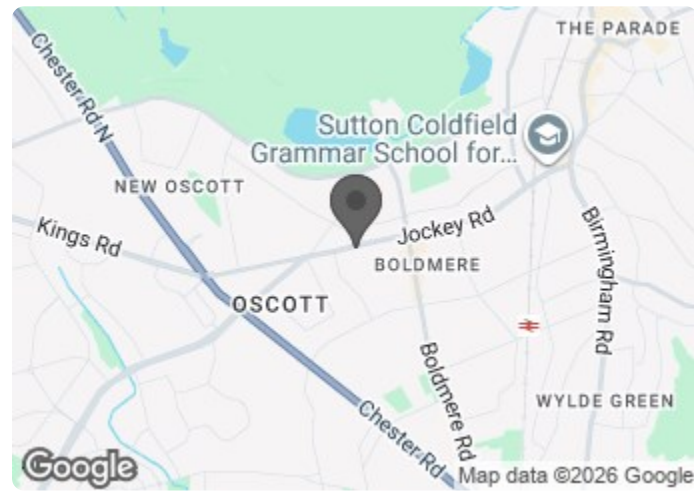 THE PARADE
Chester Rd N
Sutton Coldfield
Grammar School for...
NEW OSCOTT
Kings Rd
Jockey Rd
BOLDMERE
Birmingham Rd
OSCOTT
Boldmere Rd
WYLDE GREEN
Chester Rd
Google
Map data ©2026 Google